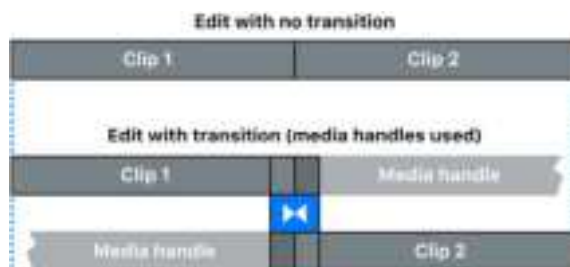 Edit with no transition
Clip 1 Clip 2
Edit with transition (media handles used)
Clip 1 Media handle
Media handle Clip 2